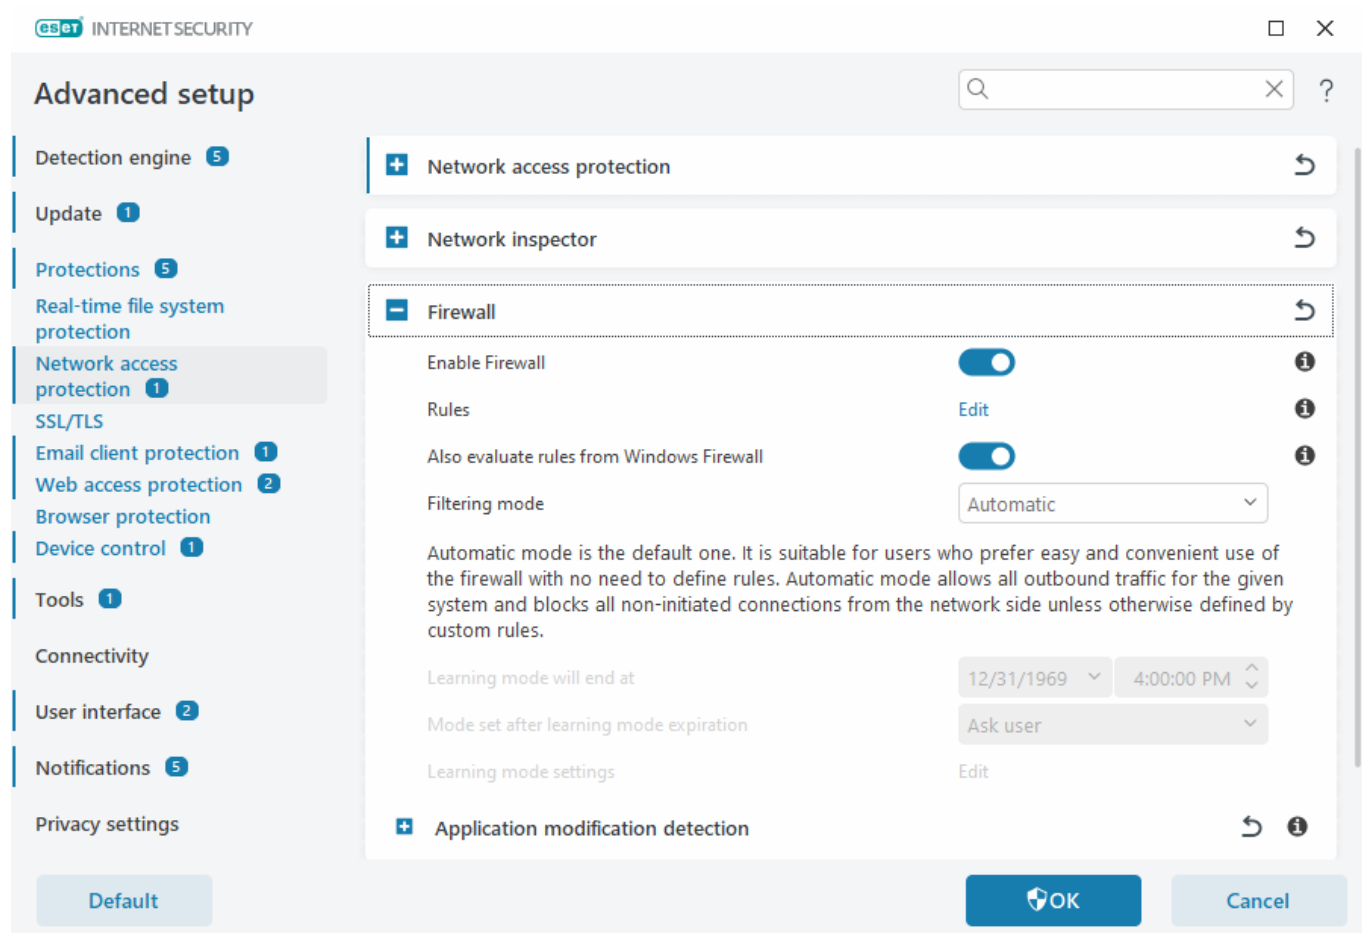 eset INTERNET SECURITY
Advanced setup
?
Detection engine 5
Update 1
Protections 5
Real-time file system
protection
Network access
protection 1
SSL/TLS
Email client protection 1
Web access protection 2
Browser protection
Device control 1
Tools 1
Connectivity
User interface 2
Notifications 5
Privacy settings
Network access protection
Network inspector
Firewall
Enable Firewall
Rules Edit
Also evaluate rules from Windows Firewall
Filtering mode Automatic
Automatic mode is the default one. It is suitable for users who prefer easy and convenient use of
the firewall with no need to define rules. Automatic mode allows all outbound traffic for the given
system and blocks all non-initiated connections from the network side unless otherwise defined by
custom rules.
Learning mode will end at 12/31/1969 4:00:00 PM
Mode set after learning mode expiration Ask user
Learning mode settings Edit
Application modification detection
Default OK Cancel